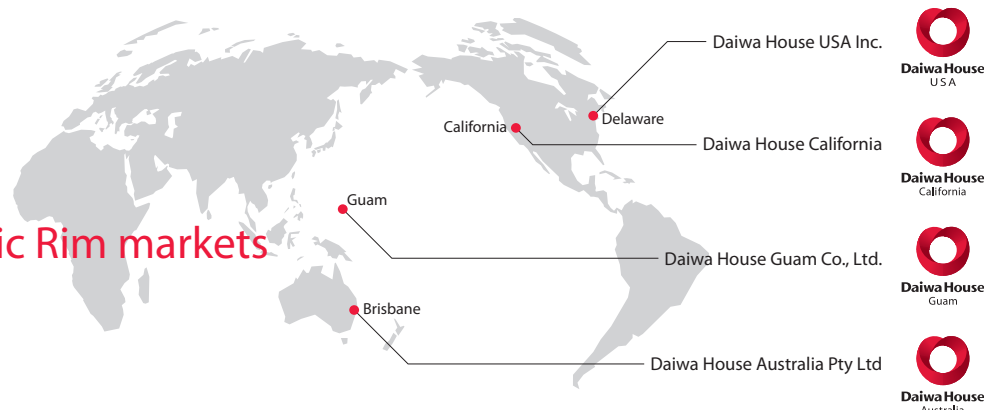 Daiwa House USA Inc.
Daiwa House
USA
Delaware
California
Daiwa House California
Daiwa House
California
Guam
ic Rim markets
Daiwa House Guam Co., Ltd.
Daiwa House
Guam
Brisbane
Daiwa House Australia Pty Ltd
Daiwa House
Australia